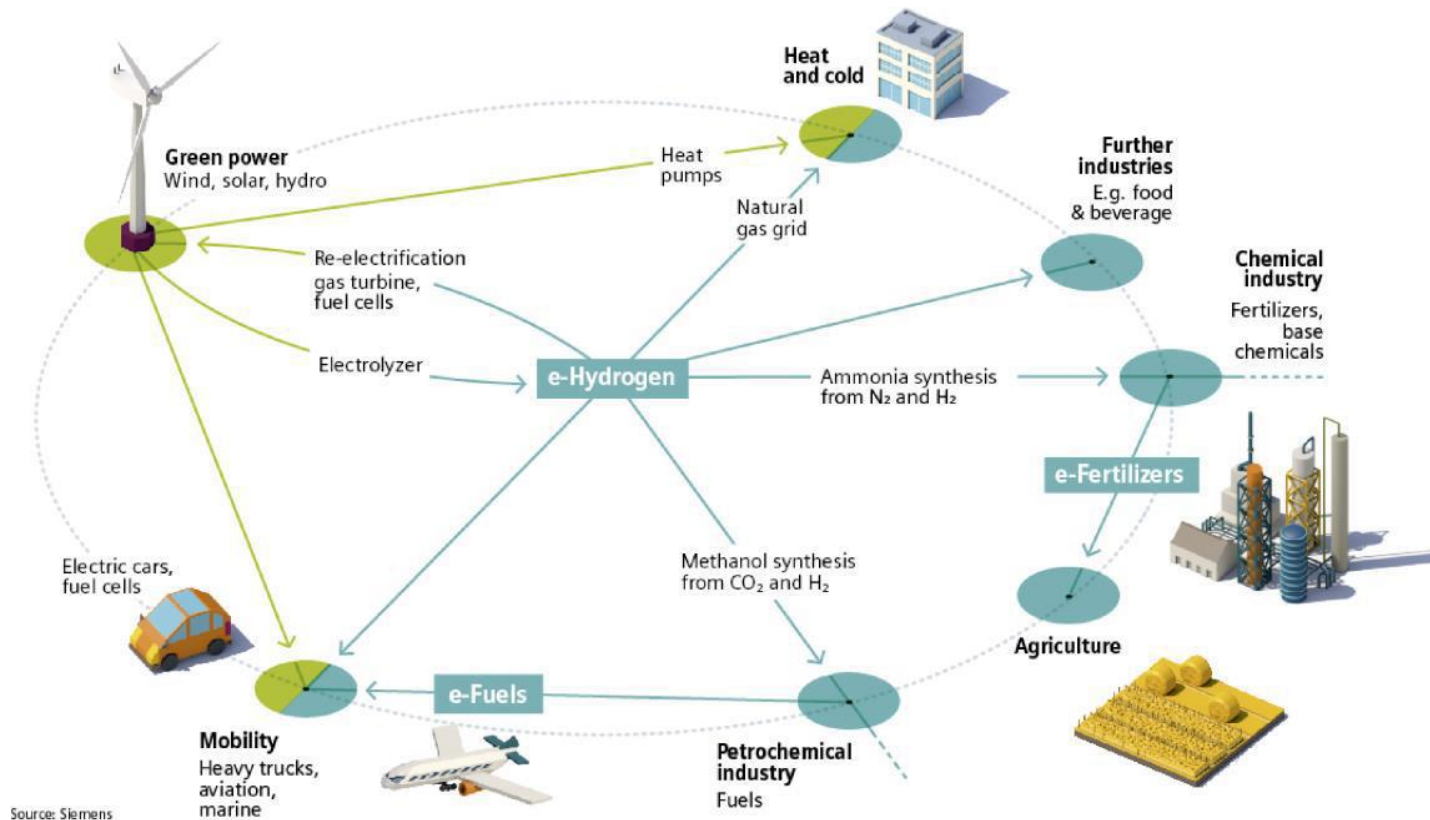 Heat
and cold
Green power
Wind, solar, hydro
Heat
pumps
Further
industries
E.g. food
& beverage
Natural
gas grid
Re-electrification
gas turbine,
fuel cells
Chemical
industry
Fertilizers,
base
chemicals
Electrolyzer
e-Hydrogen
Ammonia synthesis
from N₂ and H₂
e-Fertilizers
Electric cars,
fuel cells
Methanol synthesis
from CO₂ and H₂
Agriculture
e-Fuels
Mobility
Heavy trucks,
aviation,
marine
Petrochemical
industry
Fuels
Source: Siemens